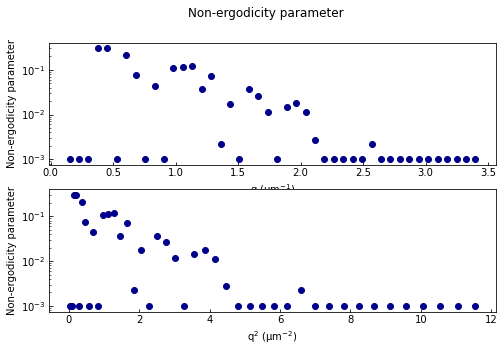 Non-ergodicity parameter
Non-ergodicity parameter
10⁻¹
10⁻²
10⁻³
0.0 0.5 1.0 1.5 2.0 2.5 3.0 3.5
q (μm⁻¹)
Non-ergodicity parameter
10⁻¹
10⁻²
10⁻³
0 2 4 6 8 10 12
q² (μm⁻²)